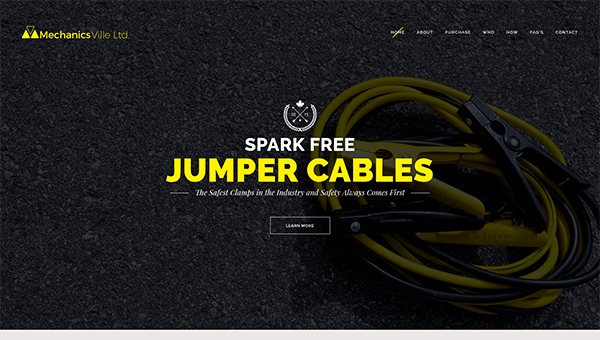 MechanicsVille Ltd.
HOME ABOUT PURCHASE WHO HOW FAQ'S CONTACT
SPARK FREE
JUMPER CABLES
The Safest Clamps in the Industry and Safety Always Comes First
LEARN MORE